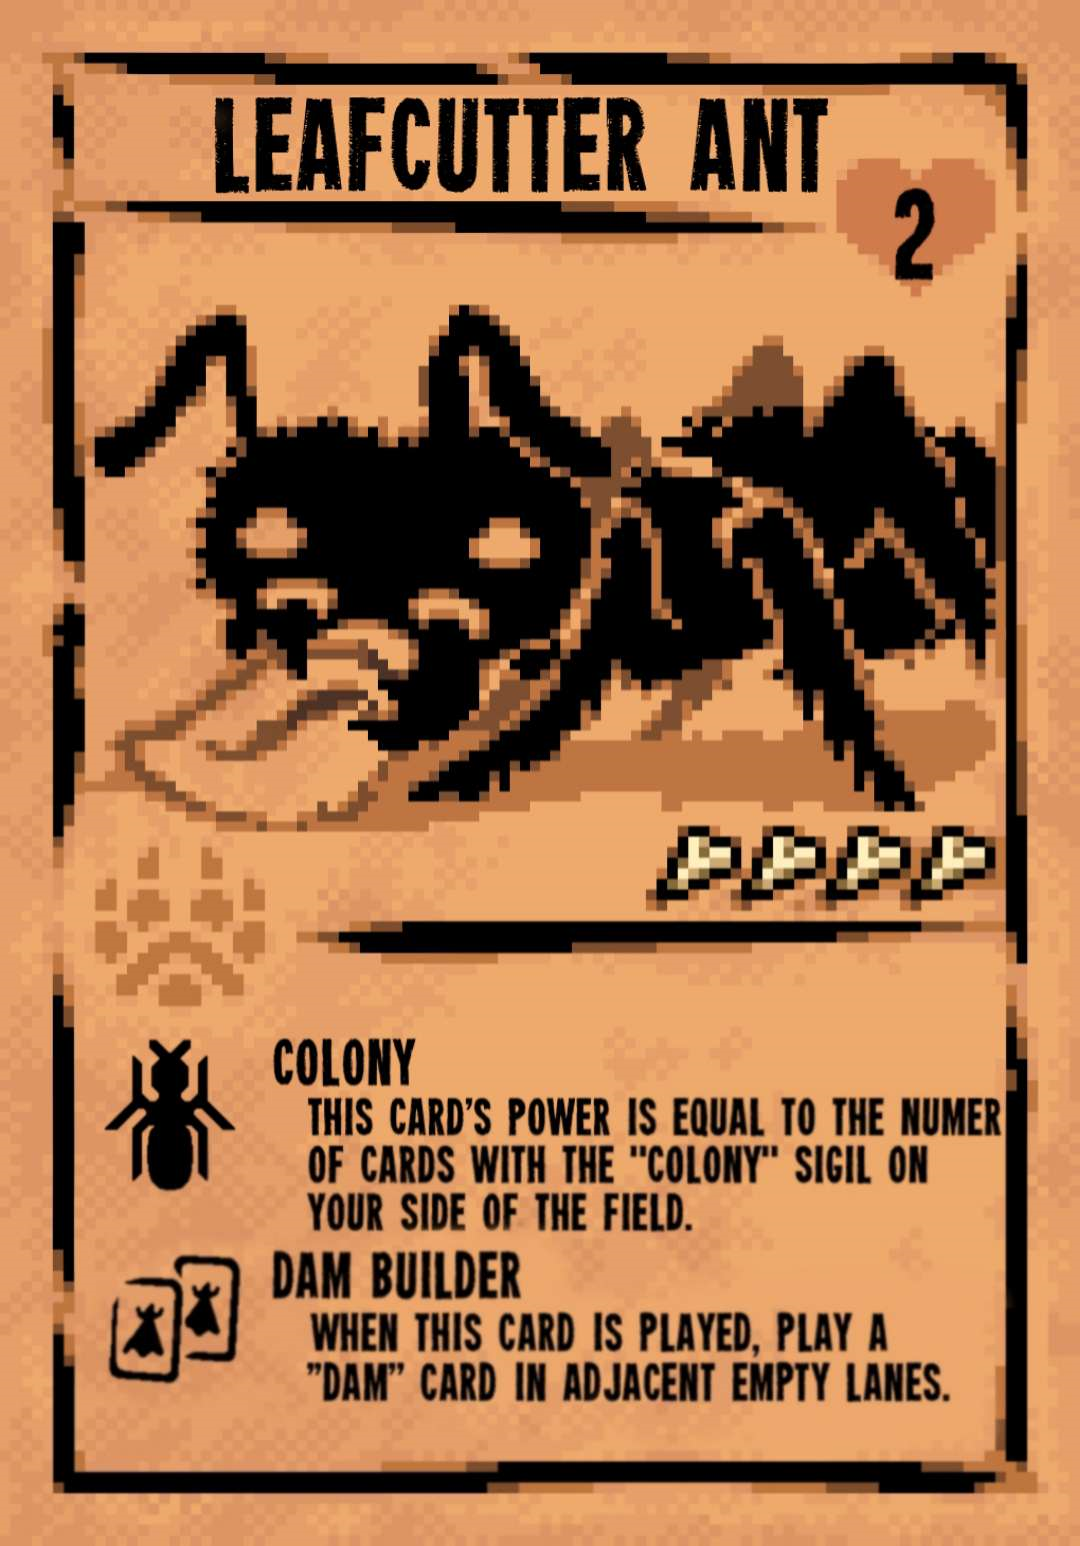 LEAFCUTTER ANT
2
COLONY
THIS CARD'S POWER IS EQUAL TO THE NUMER
OF CARDS WITH THE "COLONY" SIGIL ON
YOUR SIDE OF THE FIELD.
DAM BUILDER
WHEN THIS CARD IS PLAYED, PLAY A
"DAM" CARD IN ADJACENT EMPTY LANES.